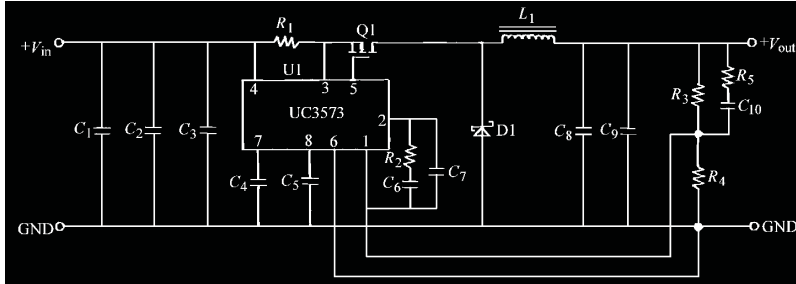 L₁
Q1
R₁
+Vin
+Vout
U1
R₅
4
3
5
R₃
C₁₀
UC3573
2
C₁
C₂
C₃
D1
C₈
C₉
7
8
6
1
R₂
C₇
R₄
C₄
C₅
C₆
GND
GND